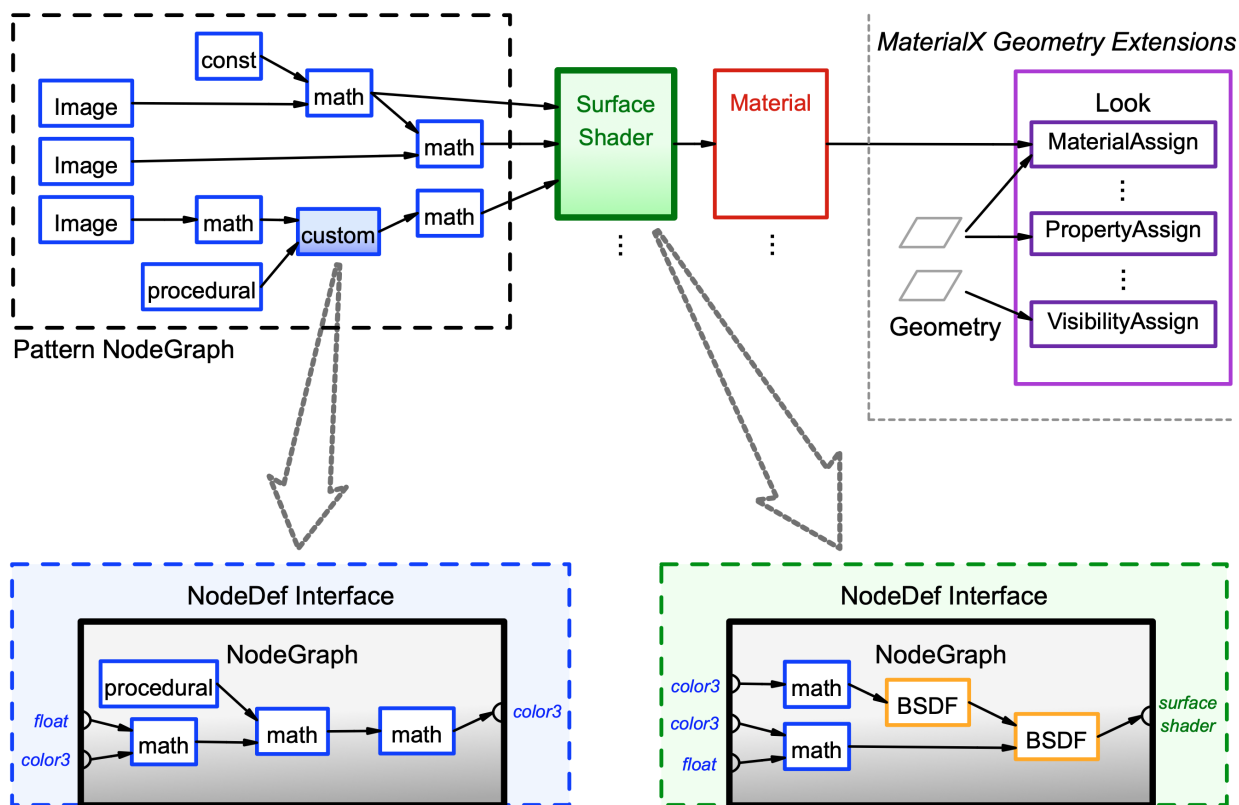 MaterialX Geometry Extensions
const
Image
math
Surface
Shader
Material
Look
MaterialAssign
Image
math
Image
math
custom
math
PropertyAssign
procedural
Geometry
VisibilityAssign
Pattern NodeGraph
NodeDef Interface
NodeGraph
procedural
float
color3
math
math
math
color3
NodeDef Interface
NodeGraph
color3
math
BSDF
color3
float
math
BSDF
surface
shader